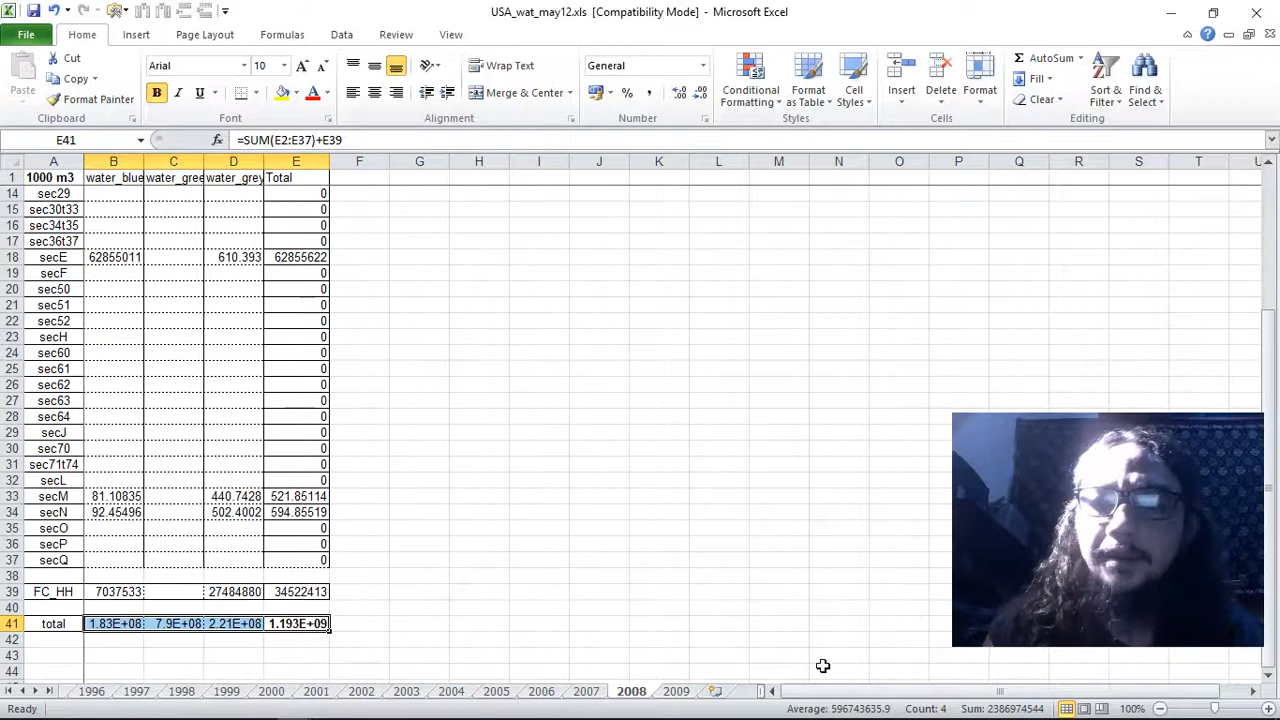 USA_wat_may12.xls [Compatibility Mode] - Microsoft Excel
File Home Insert Page Layout Formulas Data Review View
Paste Cut Copy Format Painter Clipboard
Arial 10 B I U A Font
Wrap Text Merge & Center Alignment
General % , Number
Conditional Formatting Format as Table Cell Styles Styles
Insert Delete Format Cells
AutoSum Fill Clear Sort & Filter Find & Select Editing
E41 fx =SUM(E2:E37)+E39
A B C D E F G H I J K L M N O P Q R S T U
1 1000 m3 water_blue water_gree water_grey Total
14 sec29 0
15 sec30t33 0
16 sec34t35 0
17 sec36t37 0
18 secE 62855011 610.393 62855622
19 secF 0
20 sec50 0
21 sec51 0
22 sec52 0
23 secH 0
24 sec60 0
25 sec61 0
26 sec62 0
27 sec63 0
28 sec64 0
29 secJ 0
30 sec70 0
31 sec71t74 0
32 secL 0
33 secM 81.10835 440.7428 521.85114
34 secN 92.45496 502.4002 594.85519
35 secO 0
36 secP 0
37 secQ 0
38
39 FC_HH 7037533 27484880 34522413
40
41 total 1.83E+08 7.9E+08 2.21E+08 1.193E+09
42
43
44
1996 1997 1998 1999 2000 2001 2002 2003 2004 2005 2006 2007 2008 2009
Ready Average: 596743635.9 Count: 4 Sum: 2386974544 100%